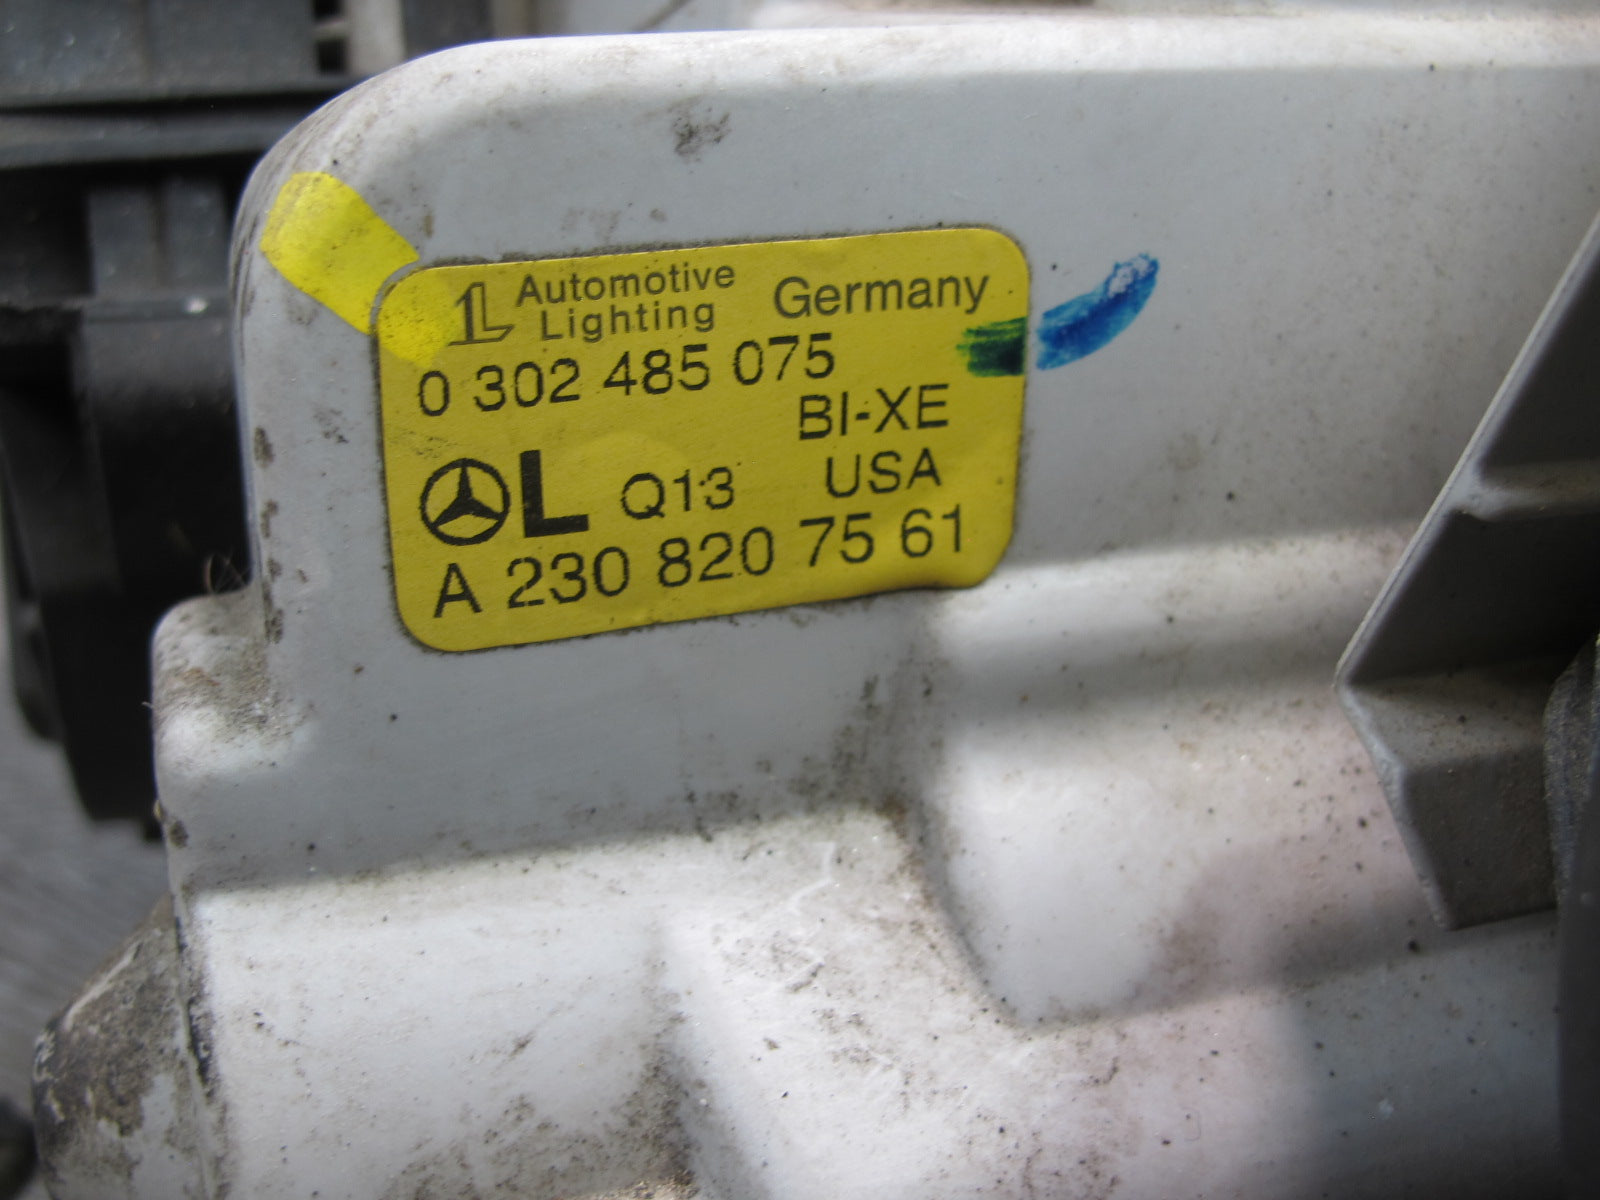 Automotive
Lighting
Germany
0 302 485 075
BI-XE
L Q13 USA
A 230 820 75 61